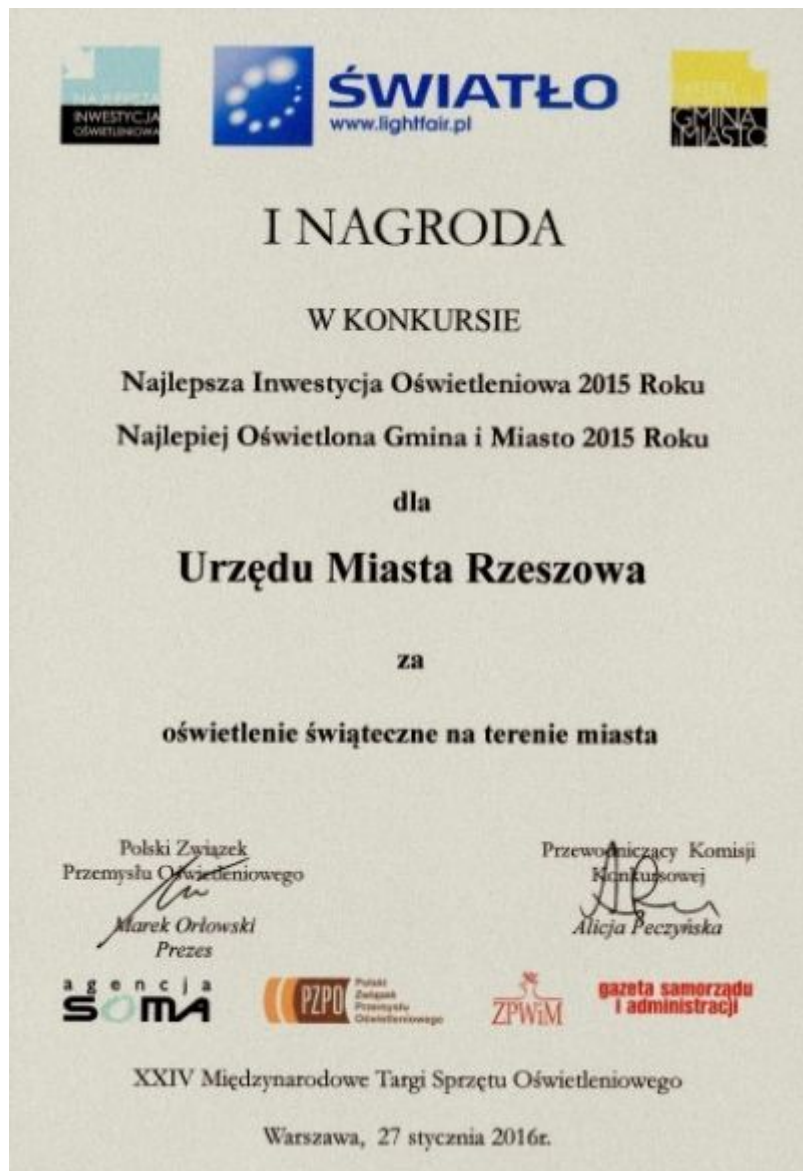 NAJLEPSZA
INWESTYCJA
OŚWIETLENIOWA
ŚWIATŁO
www.lightfair.pl
GMINA
I MIASTO
I NAGRODA
W KONKURSIE
Najlepsza Inwestycja Oświetleniowa 2015 Roku
Najlepiej Oświetlona Gmina i Miasto 2015 Roku
dla
Urzędu Miasta Rzeszowa
za
oświetlenie świąteczne na terenie miasta
Polski Związek
Przemysłu Oświetleniowego
Marek Orłowski
Prezes
Przewodniczący Komisji
Konkursowej
Alicja Peczyńska
agencja
SOMA
PZPO
Polski
Związek
Przemysłu
Oświetleniowego
ZPWiM
gazeta samorządu
i administracji
XXIV Międzynarodowe Targi Sprzętu Oświetleniowego
Warszawa, 27 stycznia 2016r.